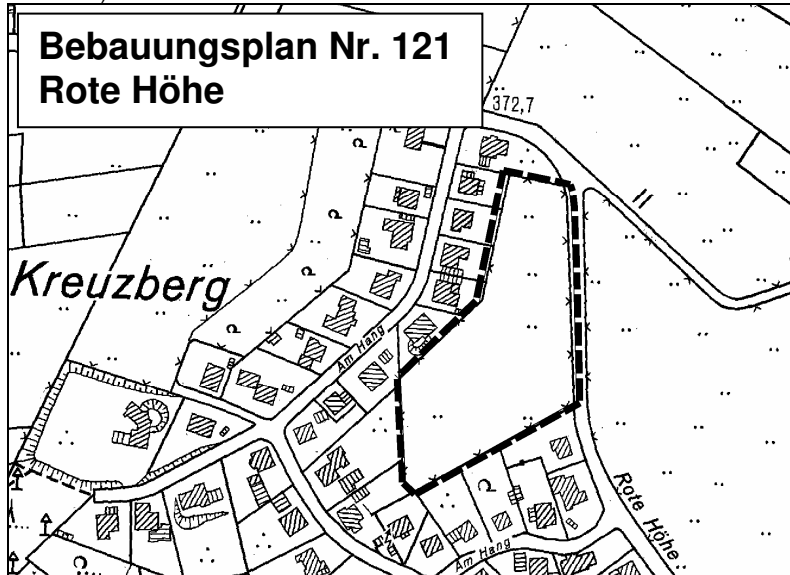 Bebauungsplan Nr. 121
Rote Höhe
372,7
Kreuzberg
Am Hang
Rote Höhe
Am Hang